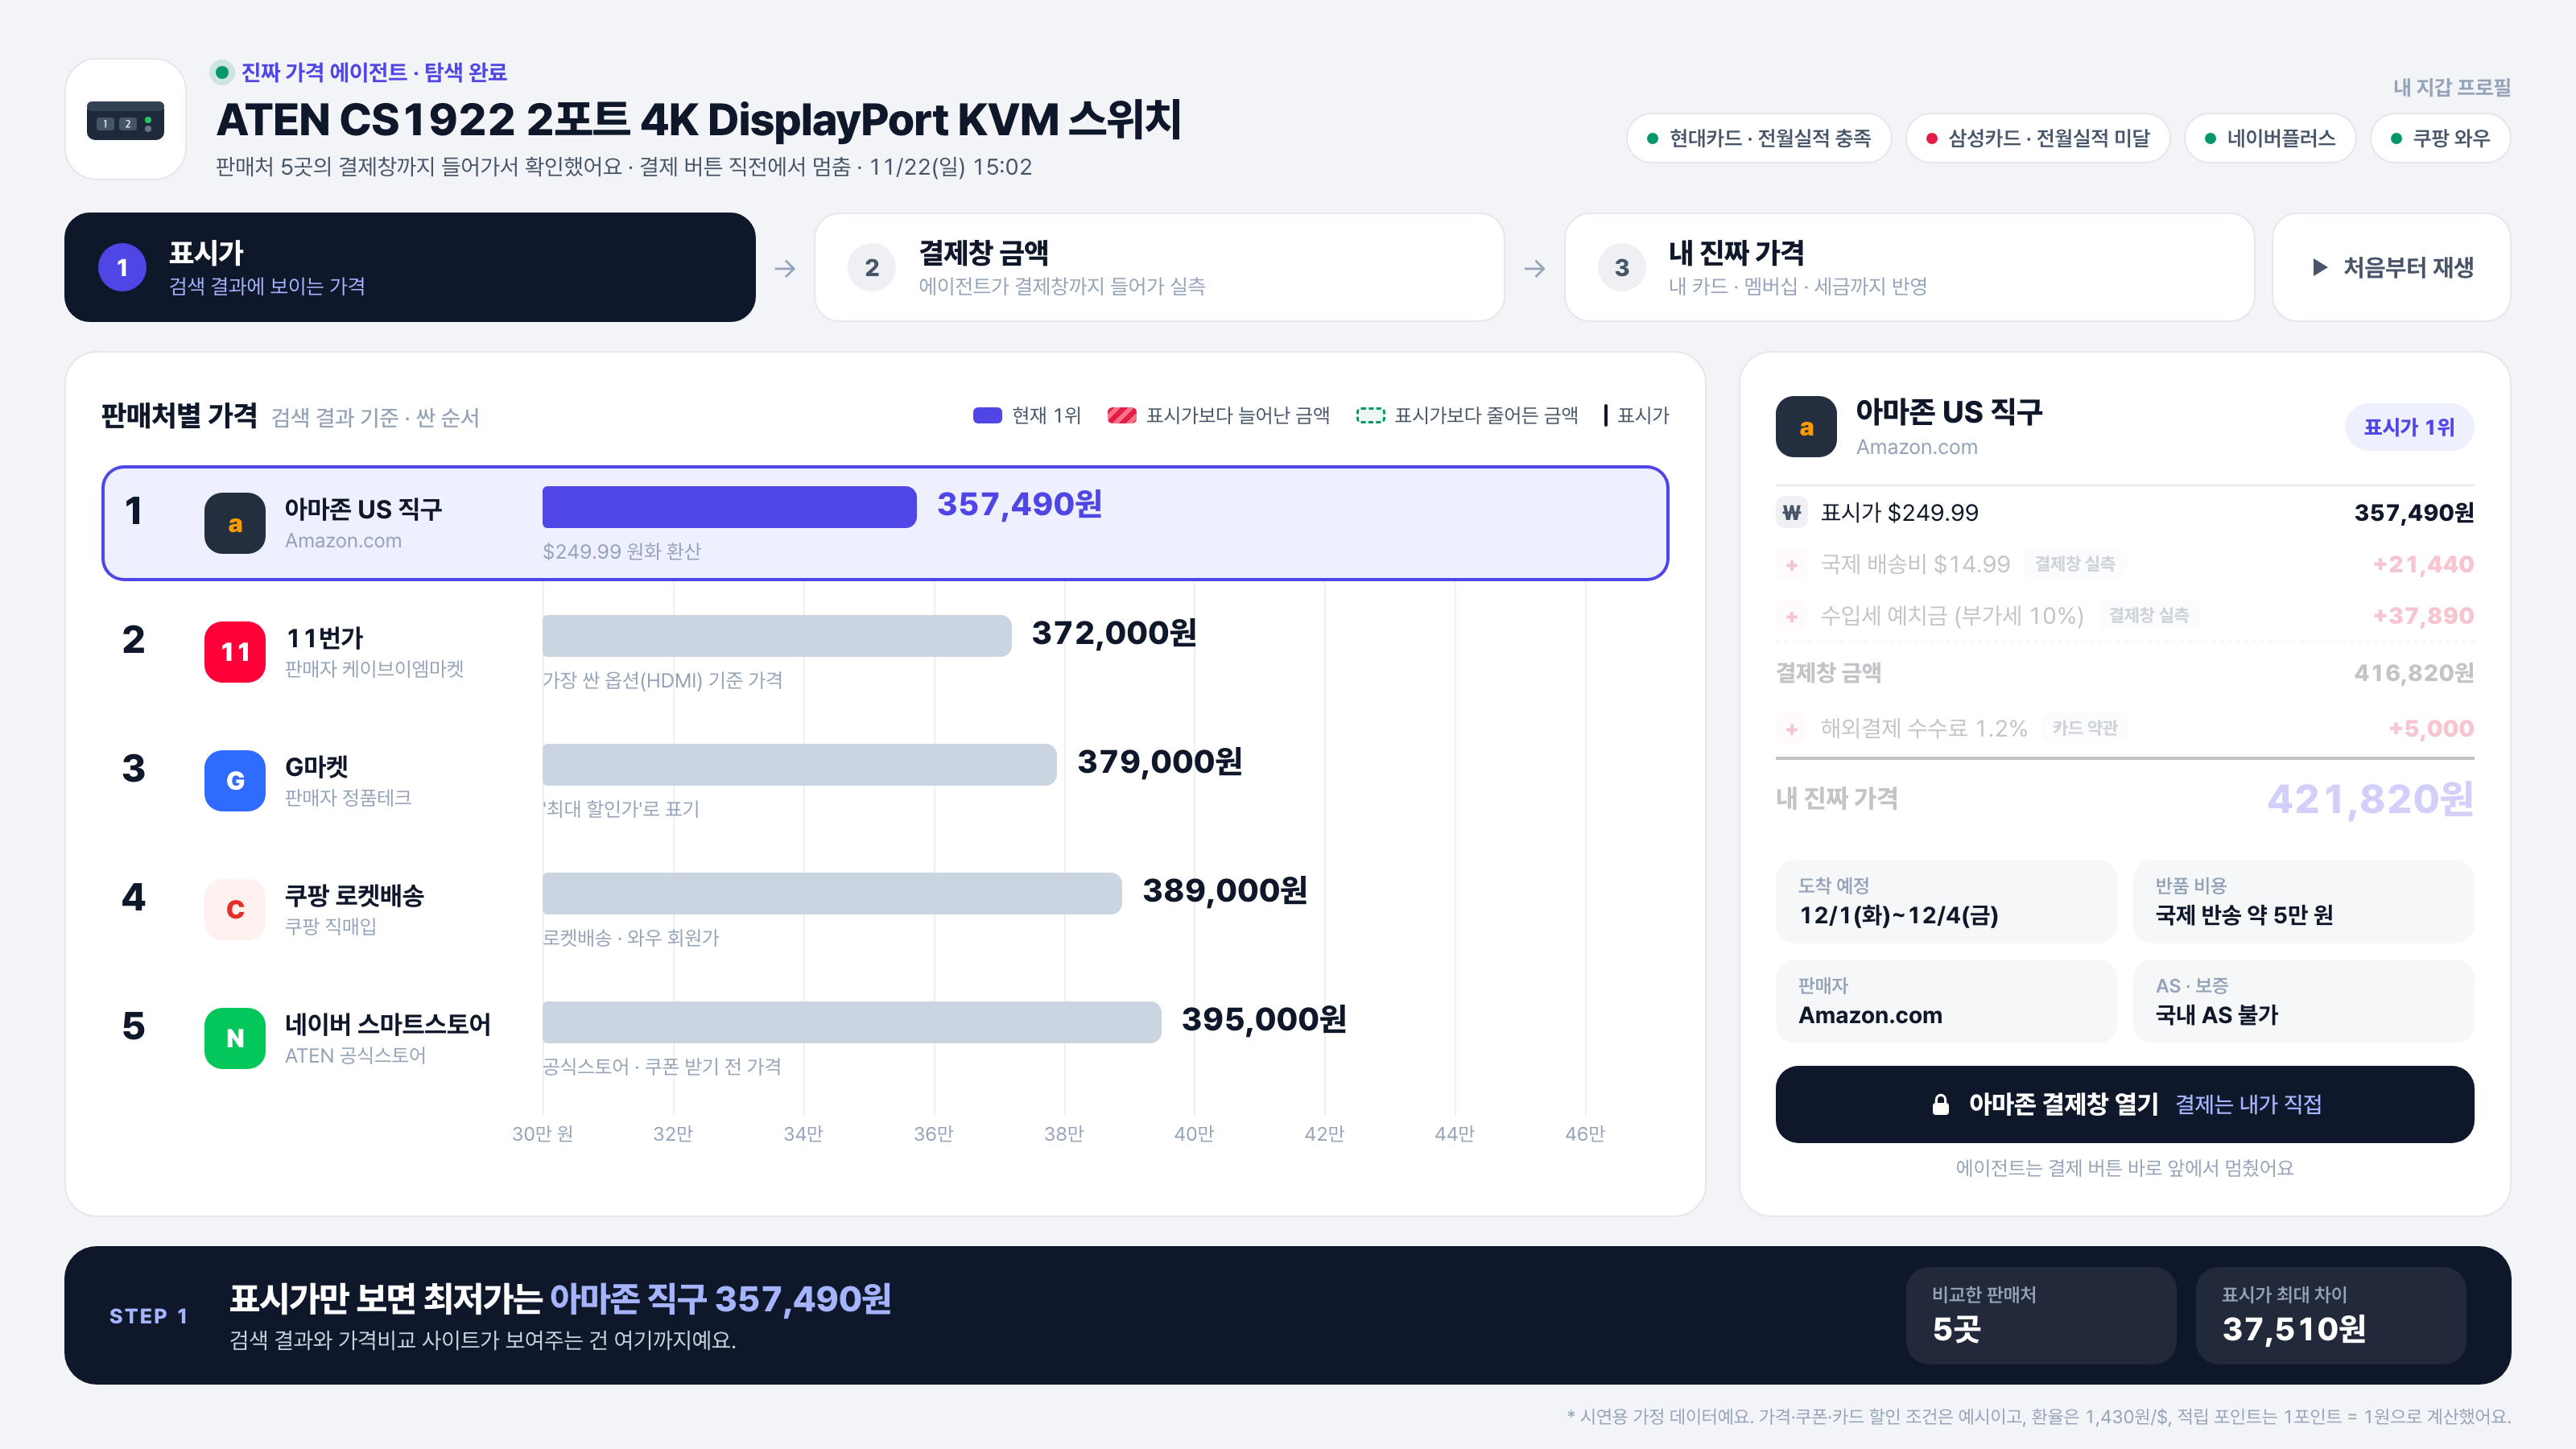 진짜 가격 에이전트 · 탐색 완료
ATEN CS1922 2포트 4K DisplayPort KVM 스위치
판매처 5곳의 결제창까지 들어가서 확인했어요 · 결제 버튼 직전에서 멈춤 · 11/22(일) 15:02
내 지갑 프로필
현대카드 · 전월실적 충족
삼성카드 · 전월실적 미달
네이버플러스
쿠팡 와우
1 2
1
표시가
검색 결과에 보이는 가격
→
2
결제창 금액
에이전트가 결제창까지 들어가 실측
→
3
내 진짜 가격
내 카드 · 멤버십 · 세금까지 반영
▶ 처음부터 재생
판매처별 가격 검색 결과 기준 · 싼 순서
현재 1위
표시가보다 늘어난 금액
표시가보다 줄어든 금액
표시가
1
a
아마존 US 직구
Amazon.com
357,490원
$249.99 원화 환산
2
11
11번가
판매자 케이브이엠마켓
372,000원
가장 싼 옵션(HDMI) 기준 가격
3
G
G마켓
판매자 정품테크
379,000원
'최대 할인가'로 표기
4
C
쿠팡 로켓배송
쿠팡 직매입
389,000원
로켓배송 · 와우 회원가
5
N
네이버 스마트스토어
ATEN 공식스토어
395,000원
공식스토어 · 쿠폰 받기 전 가격
30만 원 32만 34만 36만 38만 40만 42만 44만 46만
a
아마존 US 직구
Amazon.com
표시가 1위
₩ 표시가 $249.99 357,490원
+ 국제 배송비 $14.99 결제창 실측 +21,440
+ 수입세 예치금 (부가세 10%) 결제창 실측 +37,890
결제창 금액 416,820원
+ 해외결제 수수료 1.2% 카드 약관 +5,000
내 진짜 가격 421,820원
도착 예정
12/1(화)~12/4(금)
반품 비용
국제 반송 약 5만 원
판매자
Amazon.com
AS · 보증
국내 AS 불가
아마존 결제창 열기 결제는 내가 직접
에이전트는 결제 버튼 바로 앞에서 멈췄어요
STEP 1
표시가만 보면 최저가는 아마존 직구 357,490원
검색 결과와 가격비교 사이트가 보여주는 건 여기까지예요.
비교한 판매처
5곳
표시가 최대 차이
37,510원
* 시연용 가정 데이터예요. 가격·쿠폰·카드 할인 조건은 예시이고, 환율은 1,430원/$, 적립 포인트는 1포인트 = 1원으로 계산했어요.